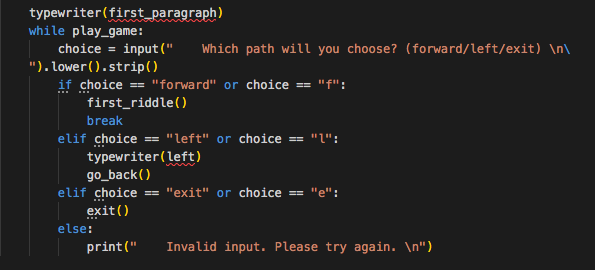 typewriter(first_paragraph)
while play_game:
    choice = input("    Which path will you choose? (forward/left/exit) \n\
").lower().strip()
    if choice == "forward" or choice == "f":
        first_riddle()
        break
    elif choice == "left" or choice == "l":
        typewriter(left)
        go_back()
    elif choice == "exit" or choice == "e":
        exit()
    else:
        print("    Invalid input. Please try again. \n")